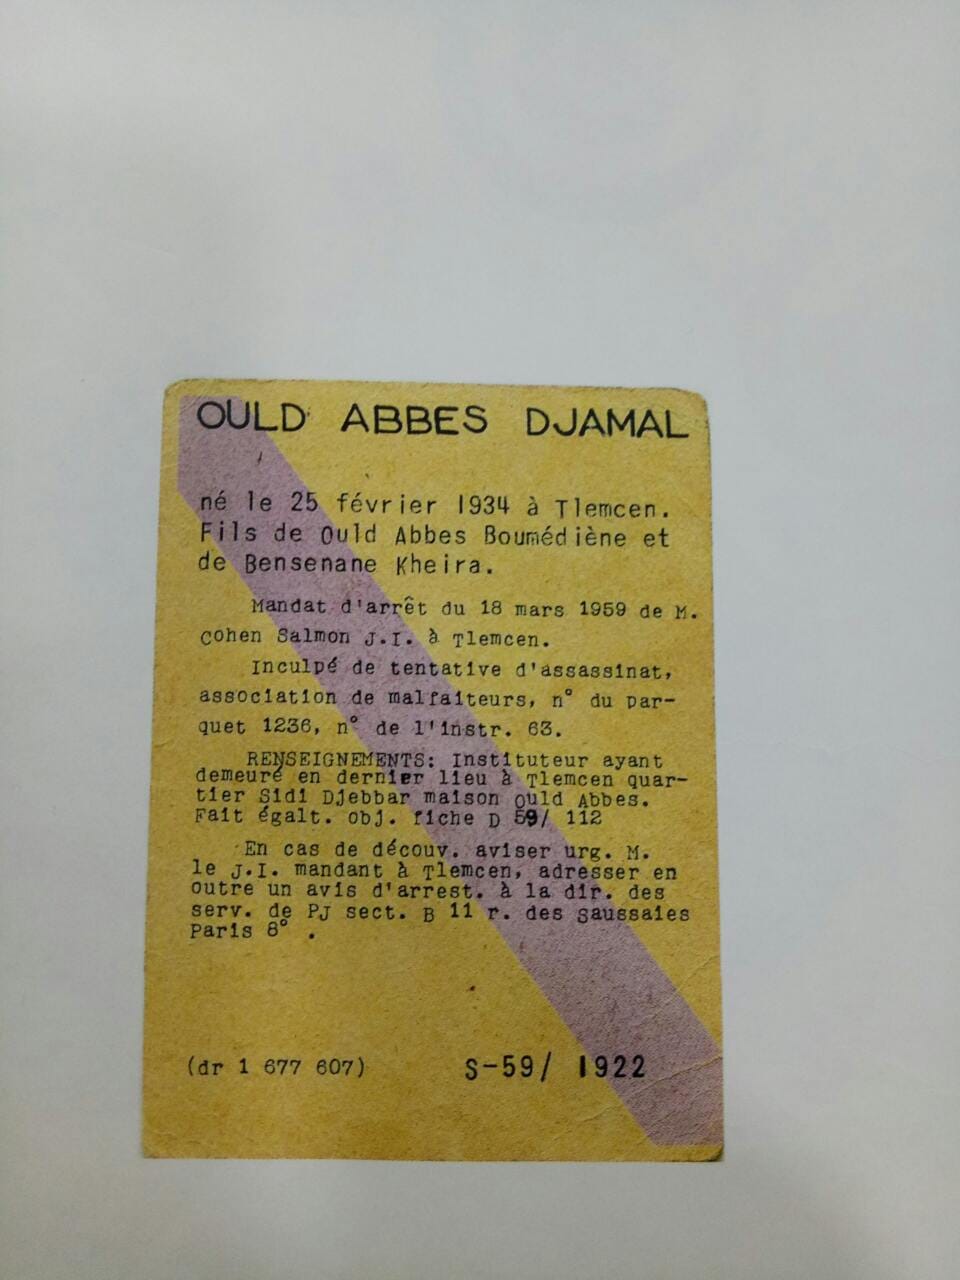 OULD ABBES DJAMAL
né le 25 février 1934 à Tlemcen.
Fils de Ould Abbes Boumédiène et
de Bensenane Kheira.
Mandat d'arrêt du 18 mars 1959 de M.
Cohen Salmon J.I. à Tlemcen.
Inculpé de tentative d'assassinat,
association de malfaiteurs, n° du par-
quet 1236, n° de l'instr. 63.
RENSEIGNEMENTS: Instituteur ayant
demeuré en dernier lieu à Tlemcen quar-
tier Sidi Djebbar maison Ould Abbes.
Fait égalt. obj. fiche D 59/ 112
En cas de découv. aviser urg. M.
le J.I. mandant à Tlemcen, adresser en
outre un avis d'arrest. à la dir. des
serv. de PJ sect. B 11 r. des Saussaies
Paris 8° .
(dr 1 677 607) S-59/ 1922